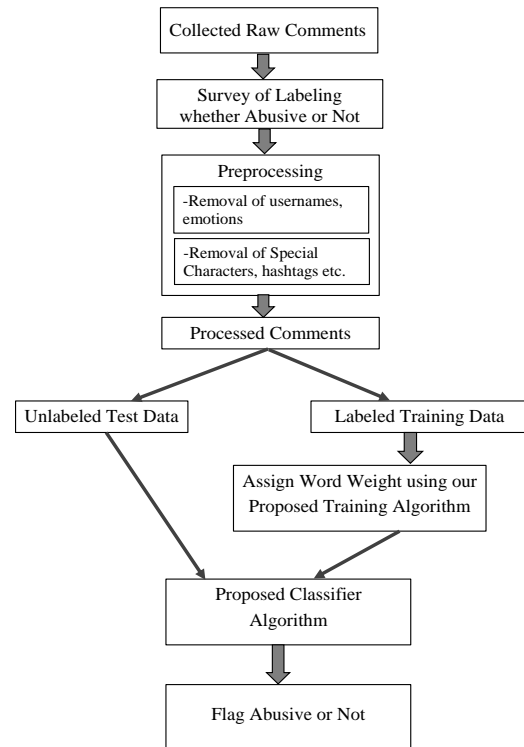 Collected Raw Comments
Survey of Labeling
whether Abusive or Not
Preprocessing
-Removal of usernames,
emotions
-Removal of Special
Characters, hashtags etc.
Processed Comments
Unlabeled Test Data
Labeled Training Data
Assign Word Weight using our
Proposed Training Algorithm
Proposed Classifier
Algorithm
Flag Abusive or Not